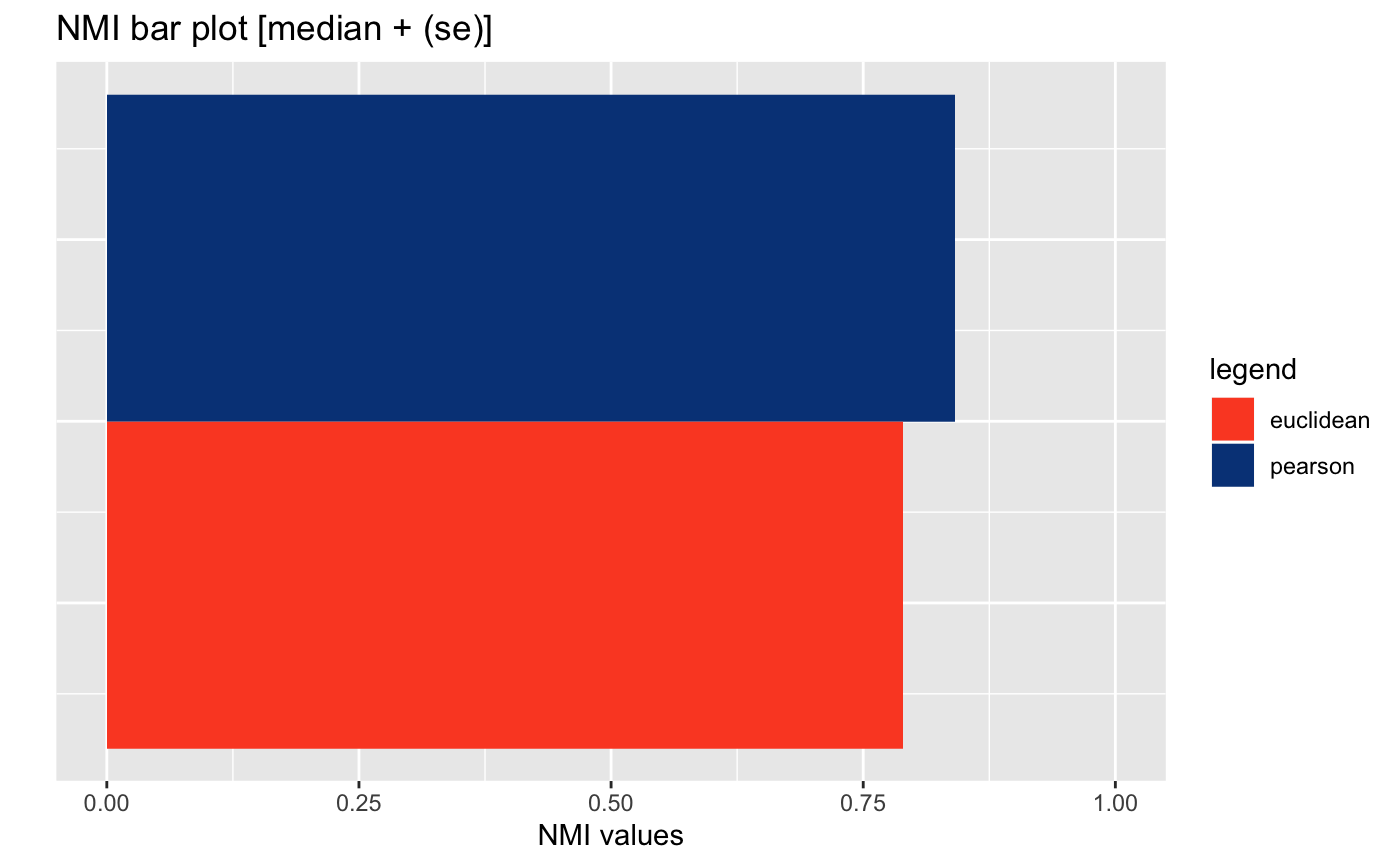 NMI bar plot [median + (se)]
legend
euclidean
pearson
0.00 0.25 0.50 0.75 1.00
NMI values